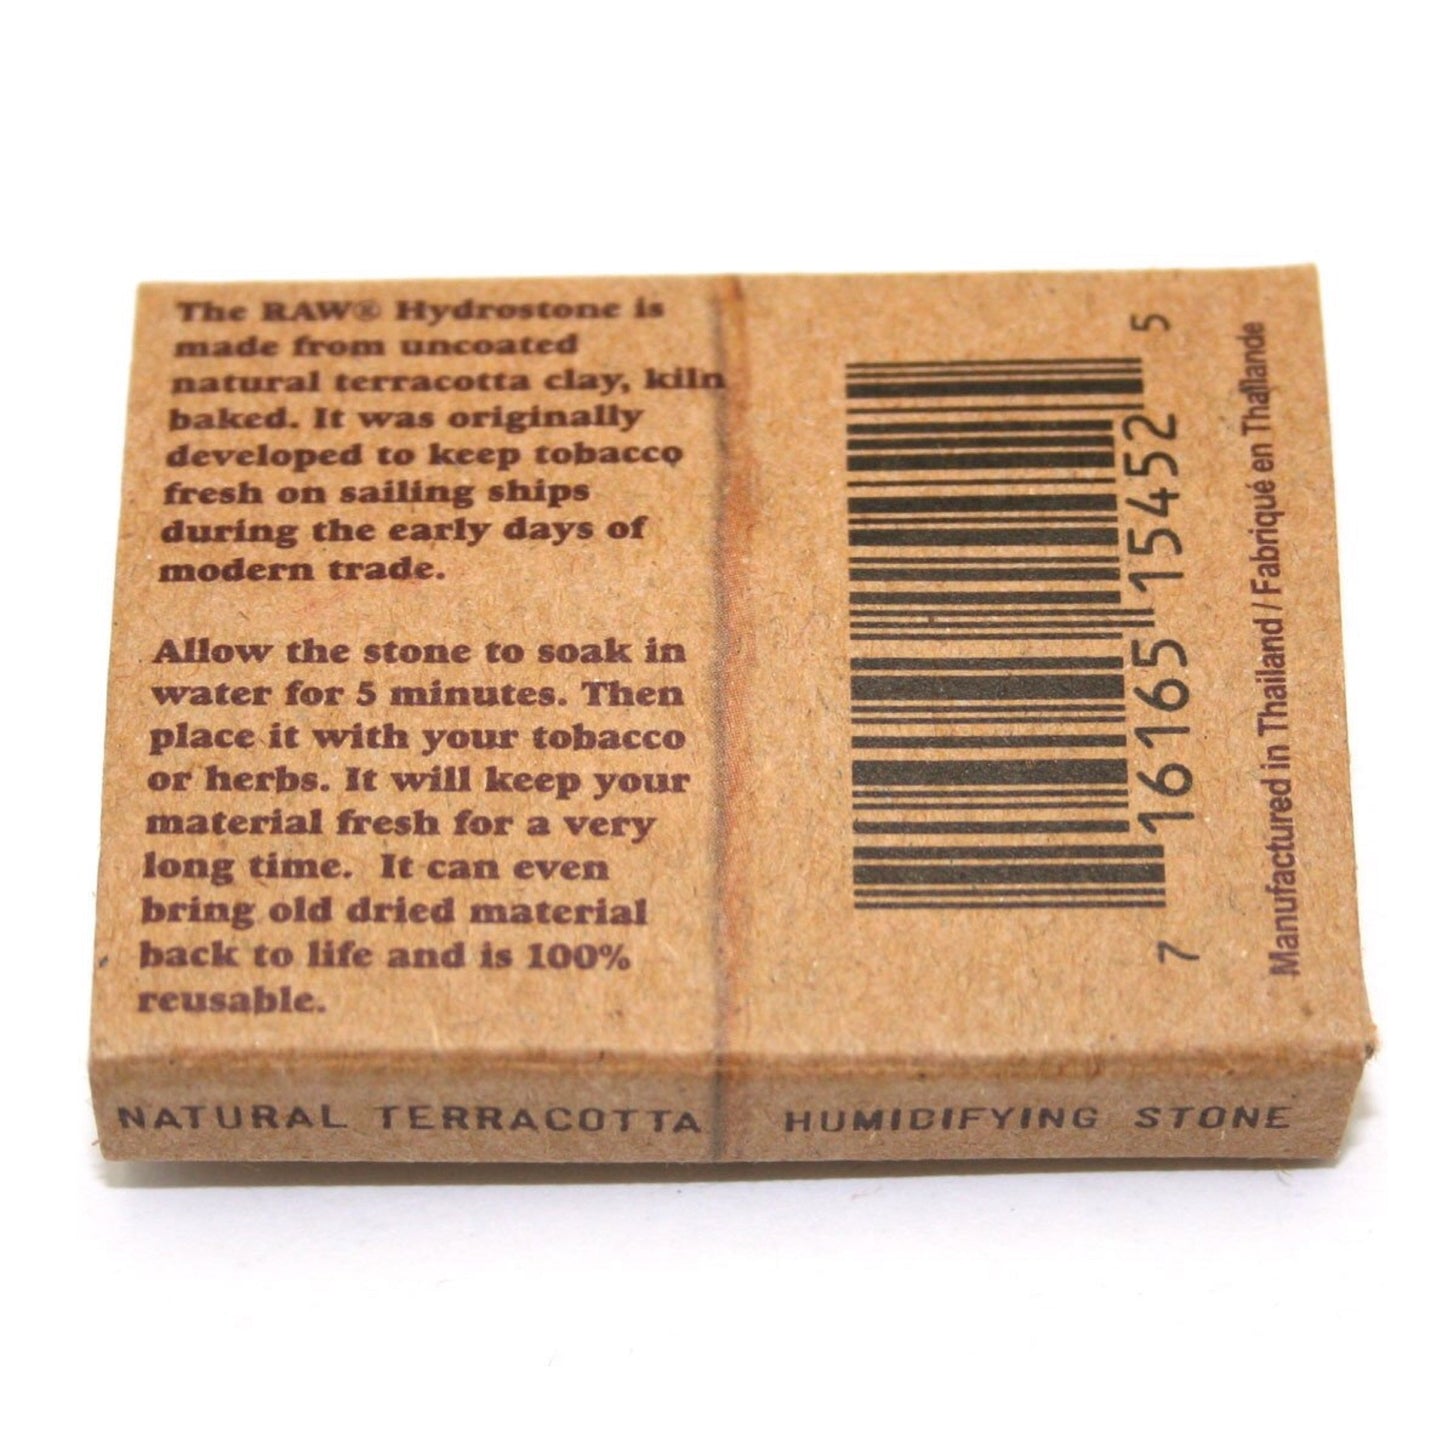 The RAW® Hydrostone is
made from uncoated
natural terracotta clay, kiln
baked. It was originally
developed to keep tobacco
fresh on sailing ships
during the early days of
modern trade.
Allow the stone to soak in
water for 5 minutes. Then
place it with your tobacco
or herbs. It will keep your
material fresh for a very
long time. It can even
bring old dried material
back to life and is 100%
reusable.
7 16165 15452 5
Manufactured in Thailand / Fabriqué en Thaïlande
NATURAL TERRACOTTA HUMIDIFYING STONE